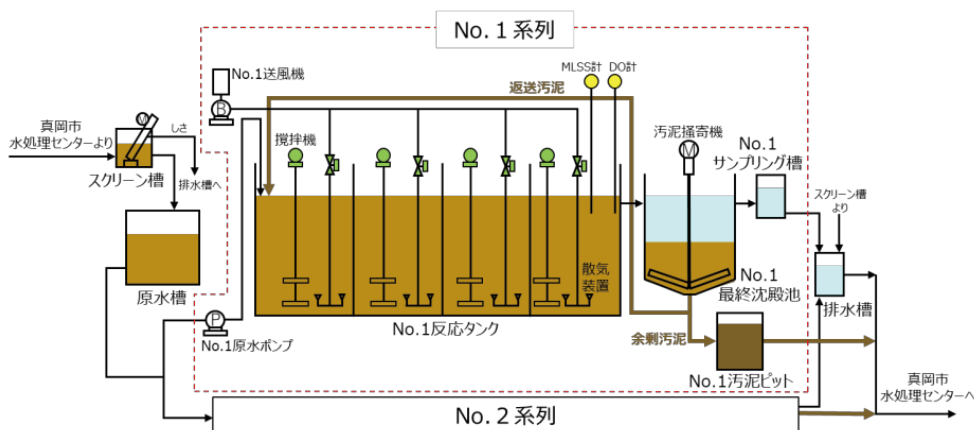 No. 1 系列
No.1送風機
B
返送汚泥
MLSS計
DO計
真岡市
水処理センターより
M
しさ
排水槽へ
スクリーン槽
撹拌機
汚泥掻寄機
M
No.1
サンプリング槽
スクリーン槽
より
原水槽
散気
装置
No.1
最終沈殿池
排水槽
P
No.1原水ポンプ
No.1反応タンク
余剰汚泥
No.1汚泥ピット
真岡市
水処理センターへ
No. 2 系列